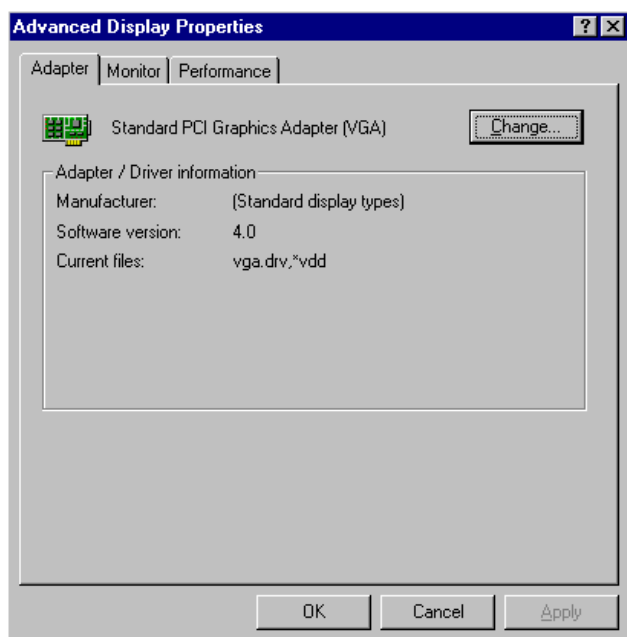 Advanced Display Properties
Adapter Monitor Performance
Standard PCI Graphics Adapter (VGA) Change...
Adapter / Driver information
Manufacturer: (Standard display types)
Software version: 4.0
Current files: vga.drv,*vdd
OK Cancel Apply